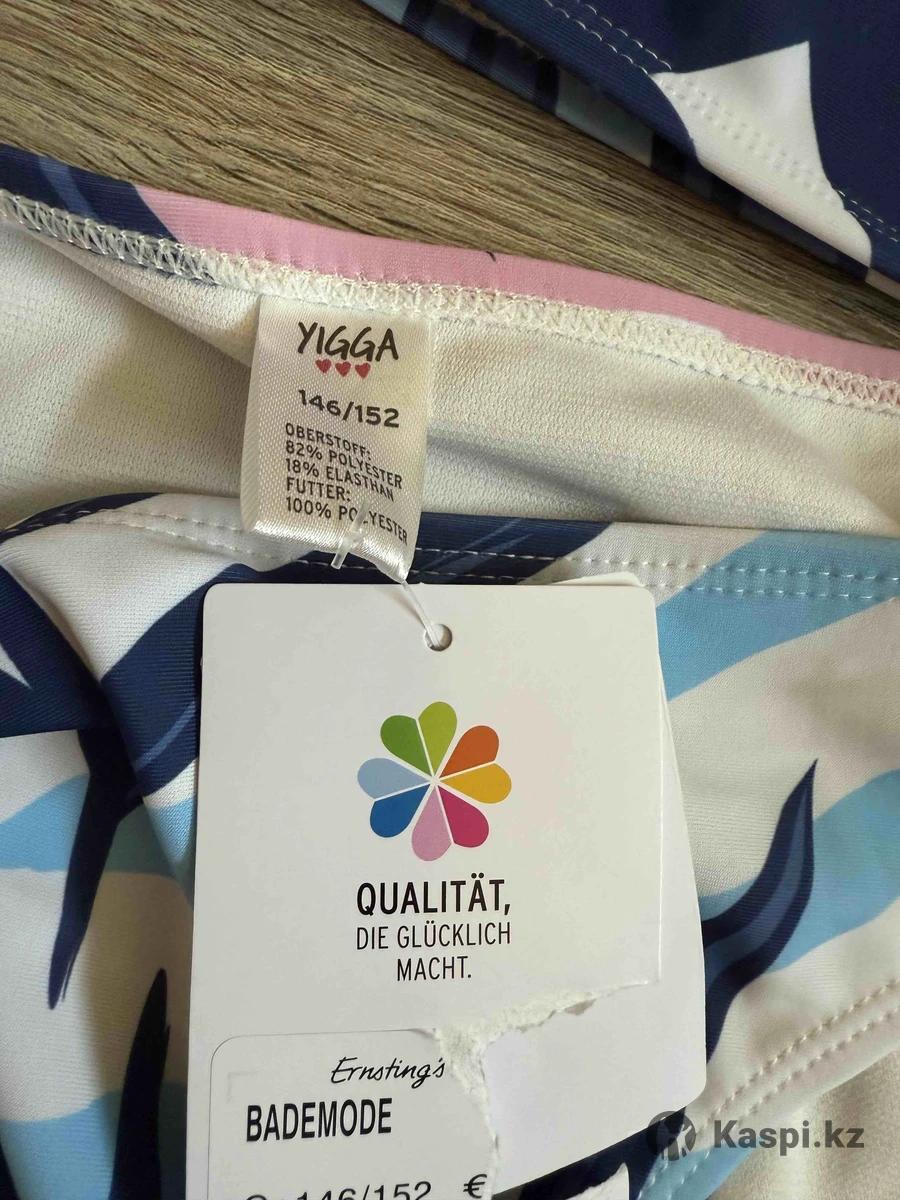 YIGGA
146/152
OBERSTOFF:
82% POLYESTER
18% ELASTHAN
FUTTER:
100% POLYESTER
QUALITÄT,
DIE GLÜCKLICH
MACHT.
Ernsting's
BADEMODE
146/152 €
Kaspi.kz